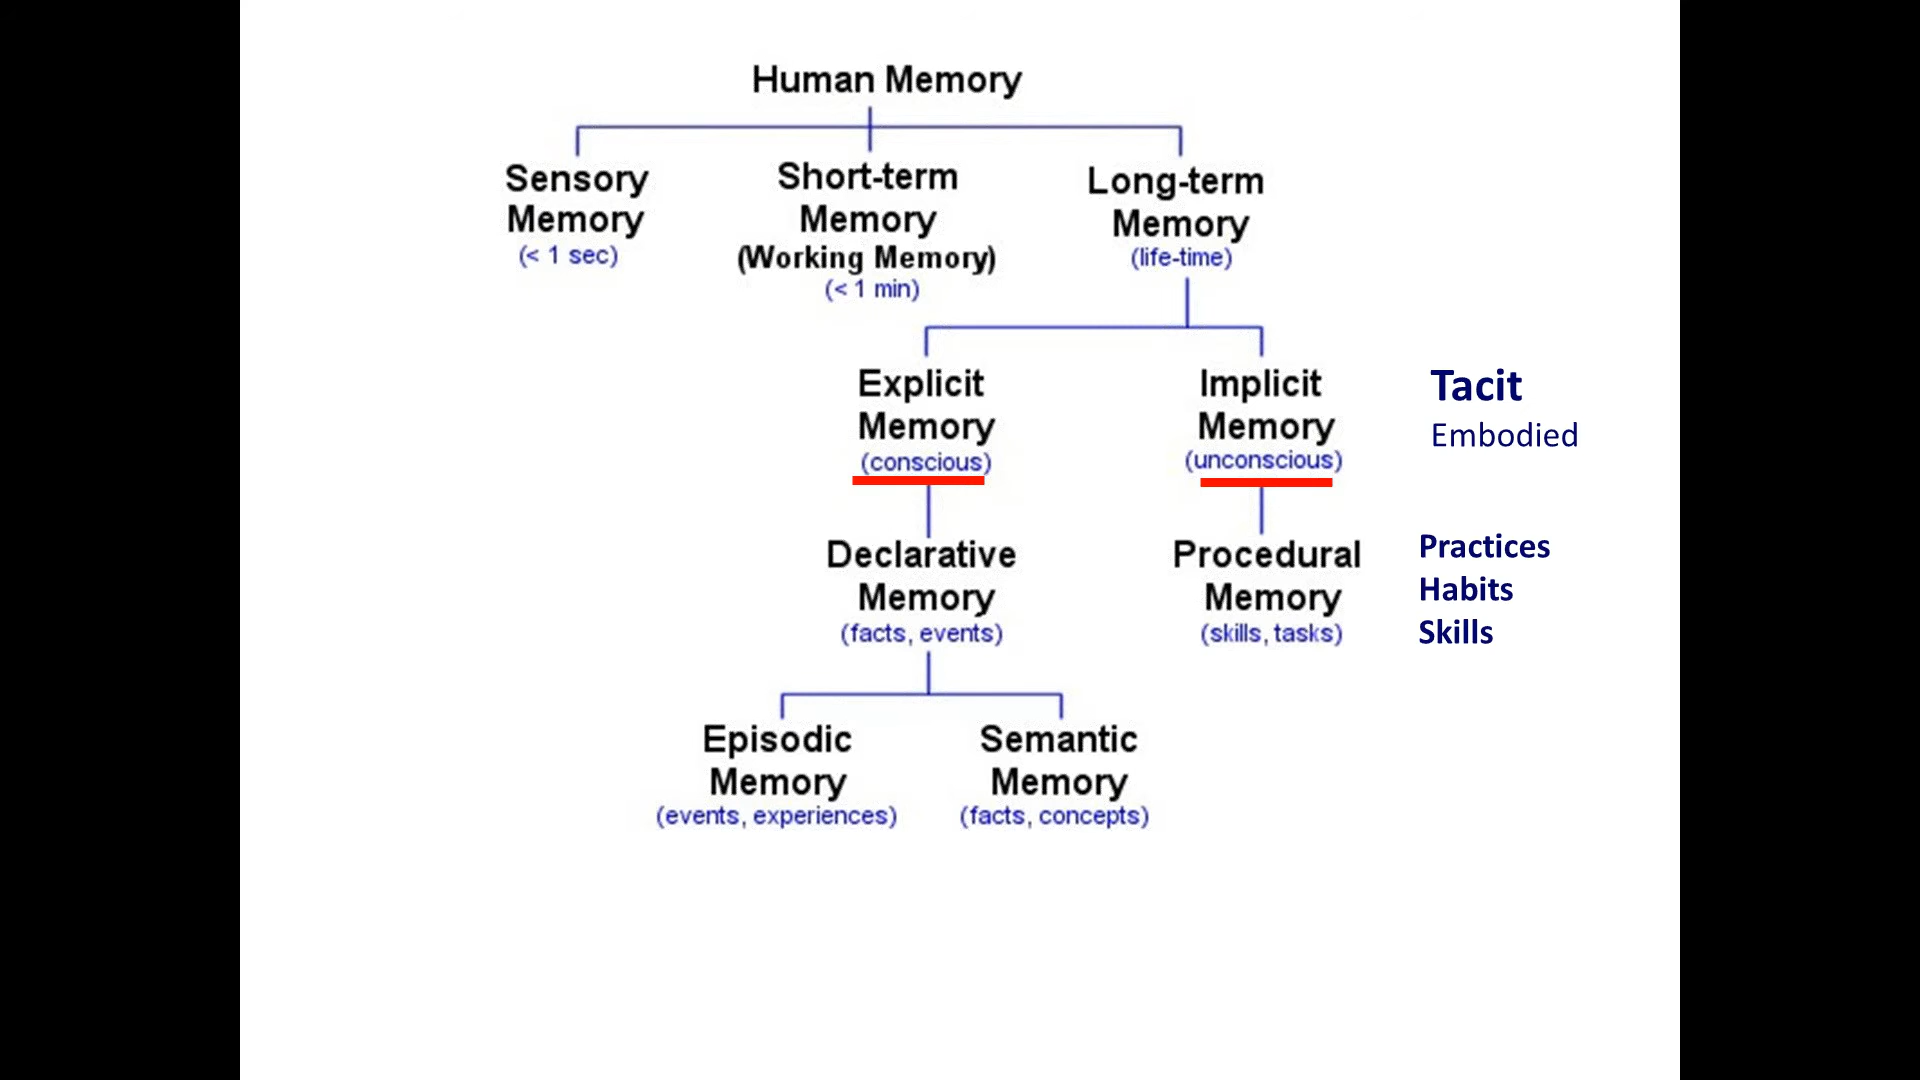 Human Memory
Sensory
Memory
(< 1 sec)
Short-term
Memory
(Working Memory)
(< 1 min)
Long-term
Memory
(life-time)
Explicit
Memory
(conscious)
Implicit
Memory
(unconscious)
Tacit
Embodied
Declarative
Memory
(facts, events)
Procedural
Memory
(skills, tasks)
Practices
Habits
Skills
Episodic
Memory
(events, experiences)
Semantic
Memory
(facts, concepts)